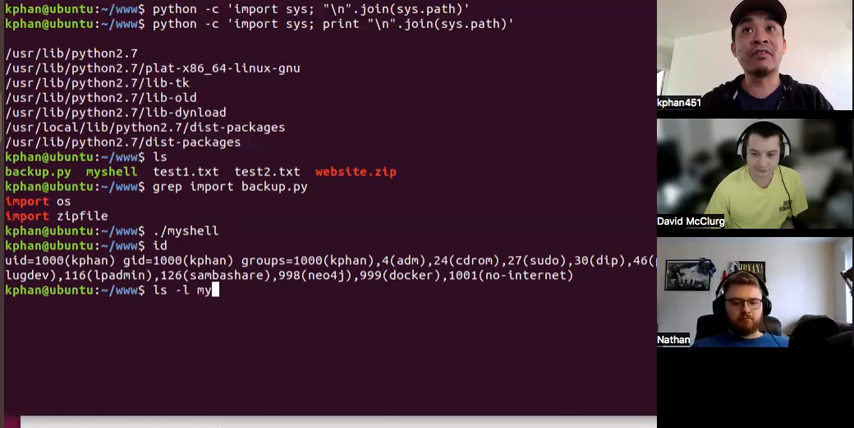 kphan@ubuntu:~/www$ python -c 'import sys; "\n".join(sys.path)'
kphan@ubuntu:~/www$ python -c 'import sys; print "\n".join(sys.path)'
/usr/lib/python2.7
/usr/lib/python2.7/plat-x86_64-linux-gnu
/usr/lib/python2.7/lib-tk
/usr/lib/python2.7/lib-old
/usr/lib/python2.7/lib-dynload
/usr/local/lib/python2.7/dist-packages
/usr/lib/python2.7/dist-packages
kphan@ubuntu:~/www$ ls
backup.py myshell test1.txt test2.txt website.zip
kphan@ubuntu:~/www$ grep import backup.py
import os
import zipfile
kphan@ubuntu:~/www$ ./myshell
kphan@ubuntu:~/www$ id
uid=1000(kphan) gid=1000(kphan) groups=1000(kphan),4(adm),24(cdrom),27(sudo),30(dip),46(
lugdev),116(lpadmin),126(sambashare),998(neo4j),999(docker),1001(no-internet)
kphan@ubuntu:~/www$ ls -l my
kphan451
David McClurg
NIRVANA
Nathan